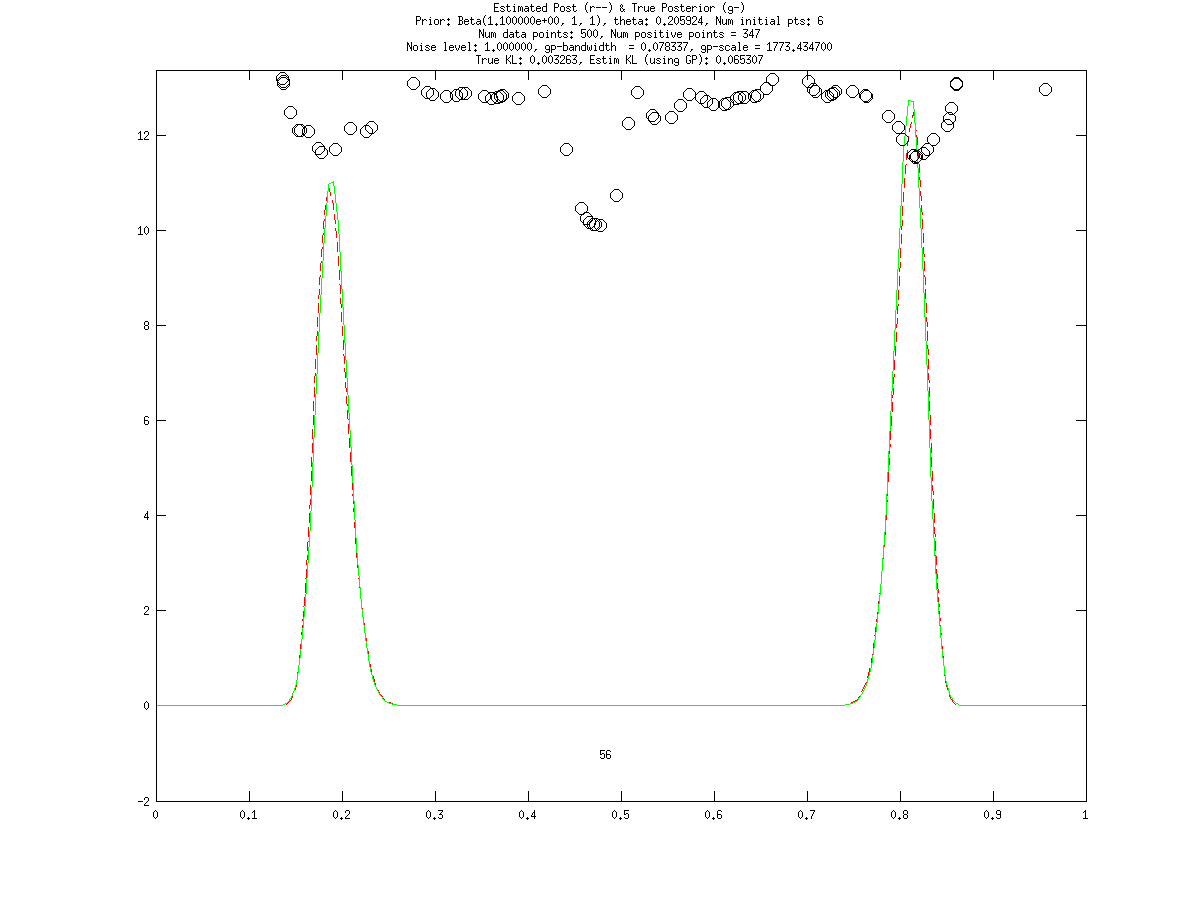 Estimated Post (r--) & True Posterior (g-)
Prior: Beta(1.100000e+00, 1, 1), theta: 0.205924, Num initial pts: 6
Num data points: 500, Num positive points = 347
Noise level: 1.000000, gp-bandwidth  = 0.078337, gp-scale = 1773.434700
True KL: 0.003263, Estim KL (using GP): 0.065307
12
10
8
6
4
2
0
56
-2
0 0.1 0.2 0.3 0.4 0.5 0.6 0.7 0.8 0.9 1